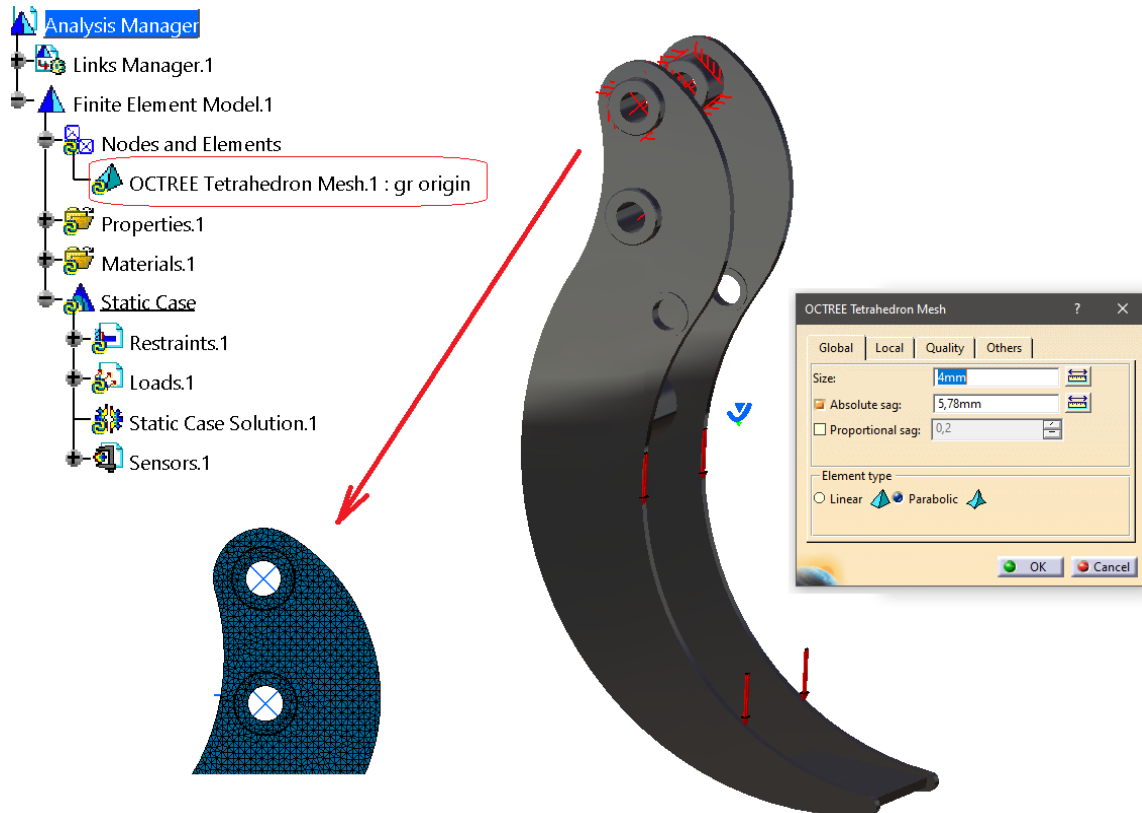 Analysis Manager
Links Manager.1
Finite Element Model.1
Nodes and Elements
OCTREE Tetrahedron Mesh.1 : gr origin
Properties.1
Materials.1
Static Case
Restraints.1
Loads.1
Static Case Solution.1
Sensors.1
OCTREE Tetrahedron Mesh ? X
Global Local Quality Others
Size: 4mm
Absolute sag: 5,78mm
Proportional sag: 0,2
Element type
Linear Parabolic
OK Cancel